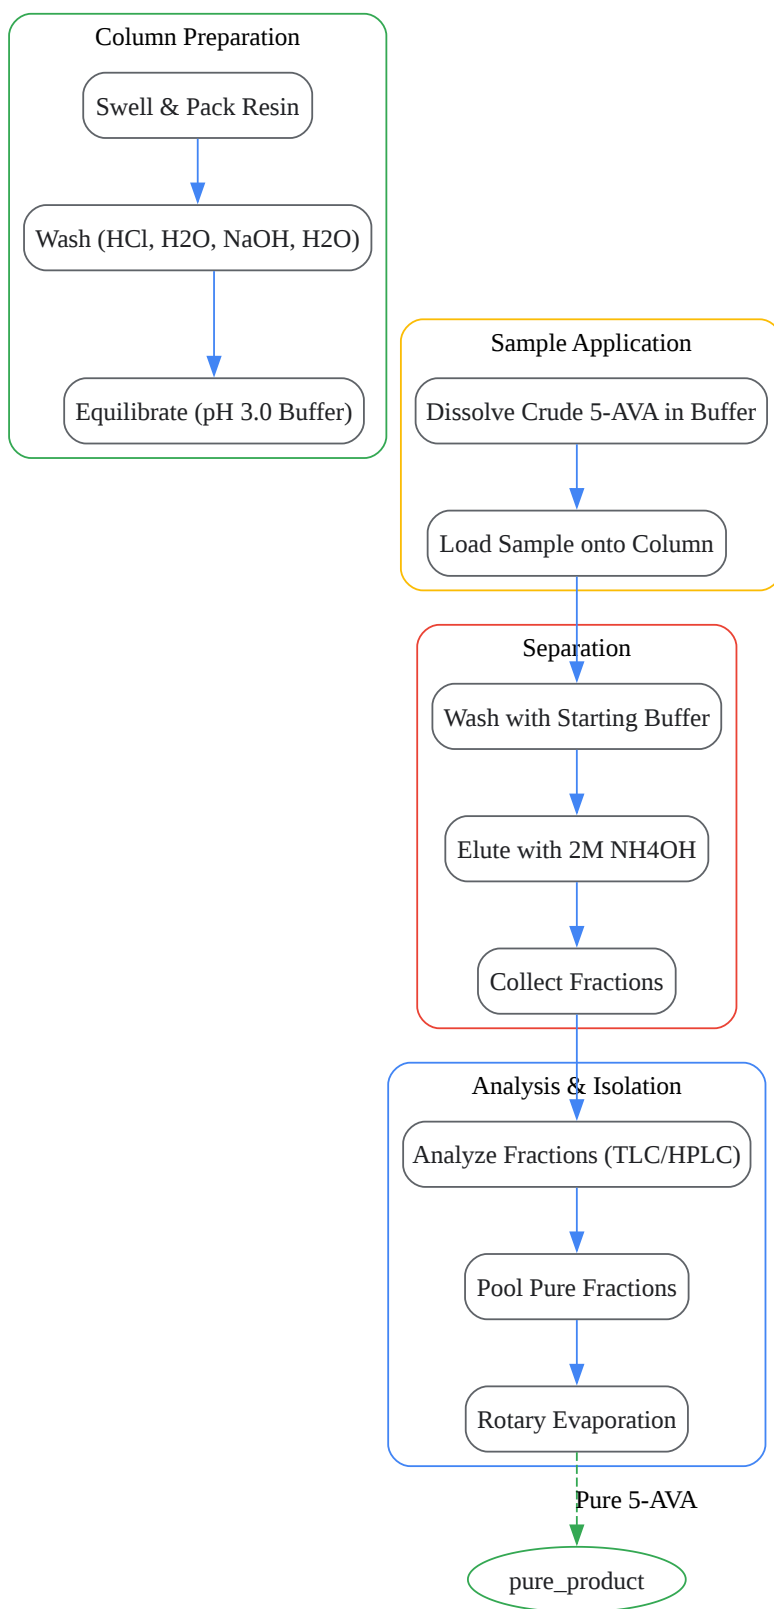 Column Preparation
Swell & Pack Resin
Wash (HCl, H2O, NaOH, H2O)
Equilibrate (pH 3.0 Buffer)
Sample Application
Dissolve Crude 5-AVA in Buffer
Load Sample onto Column
Separation
Wash with Starting Buffer
Elute with 2M NH4OH
Collect Fractions
Analysis & Isolation
Analyze Fractions (TLC/HPLC)
Pool Pure Fractions
Rotary Evaporation
Pure 5-AVA
pure_product